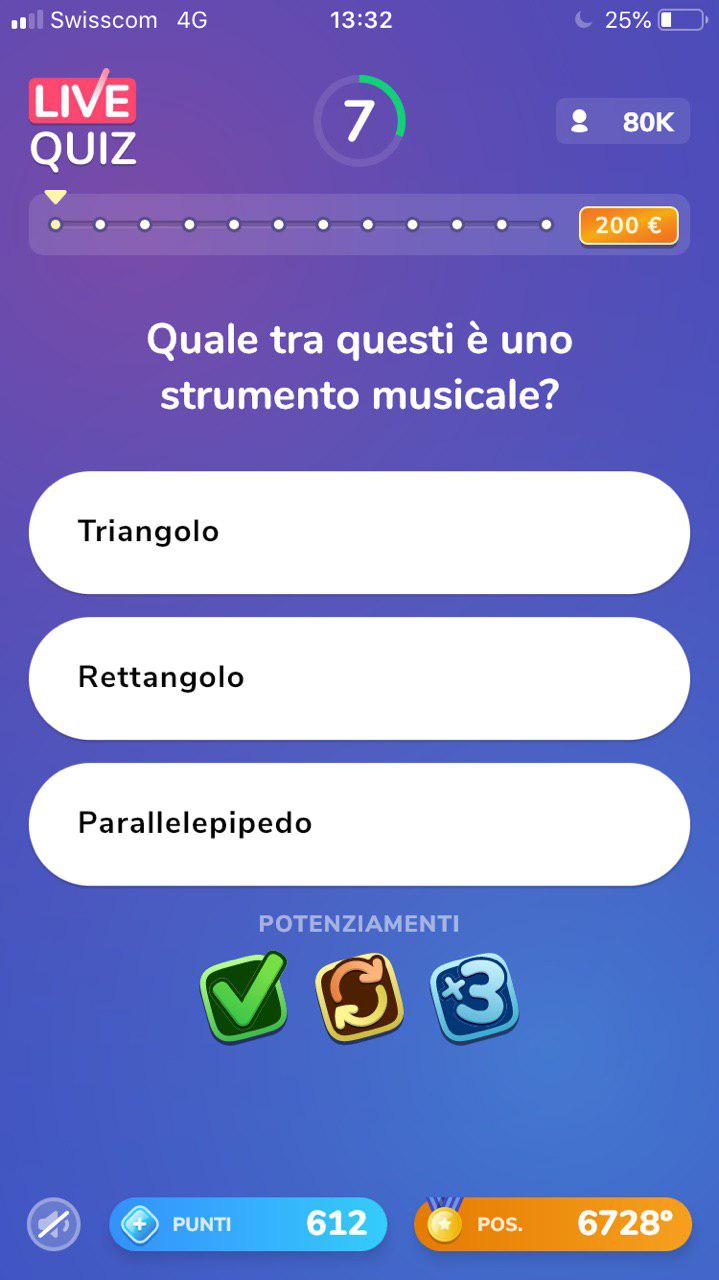 Swisscom 4G 13:32 25%
LIVE
QUIZ
7
80K
200 €
Quale tra questi è uno
strumento musicale?
Triangolo
Rettangolo
Parallelepipedo
POTENZIAMENTI
×3
PUNTI 612
POS. 6728º